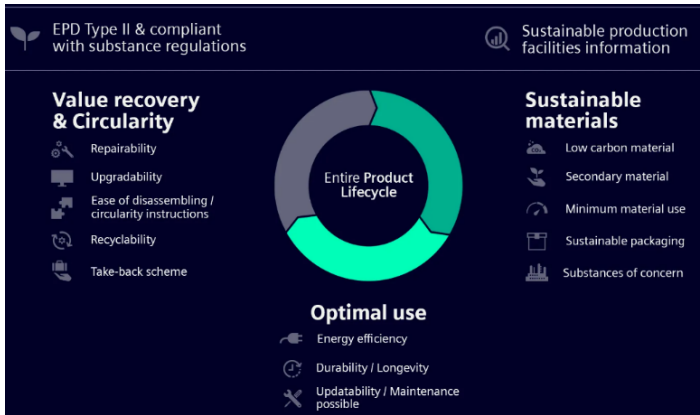 EPD Type II & compliant
with substance regulations
Sustainable production
facilities information
Value recovery
& Circularity
Repairability
Upgradability
Ease of disassembling /
circularity instructions
Recyclability
Take-back scheme
Entire Product
Lifecycle
Sustainable
materials
Low carbon material
Secondary material
Minimum material use
Sustainable packaging
Substances of concern
Optimal use
Energy efficiency
Durability / Longevity
Updatability / Maintenance
possible